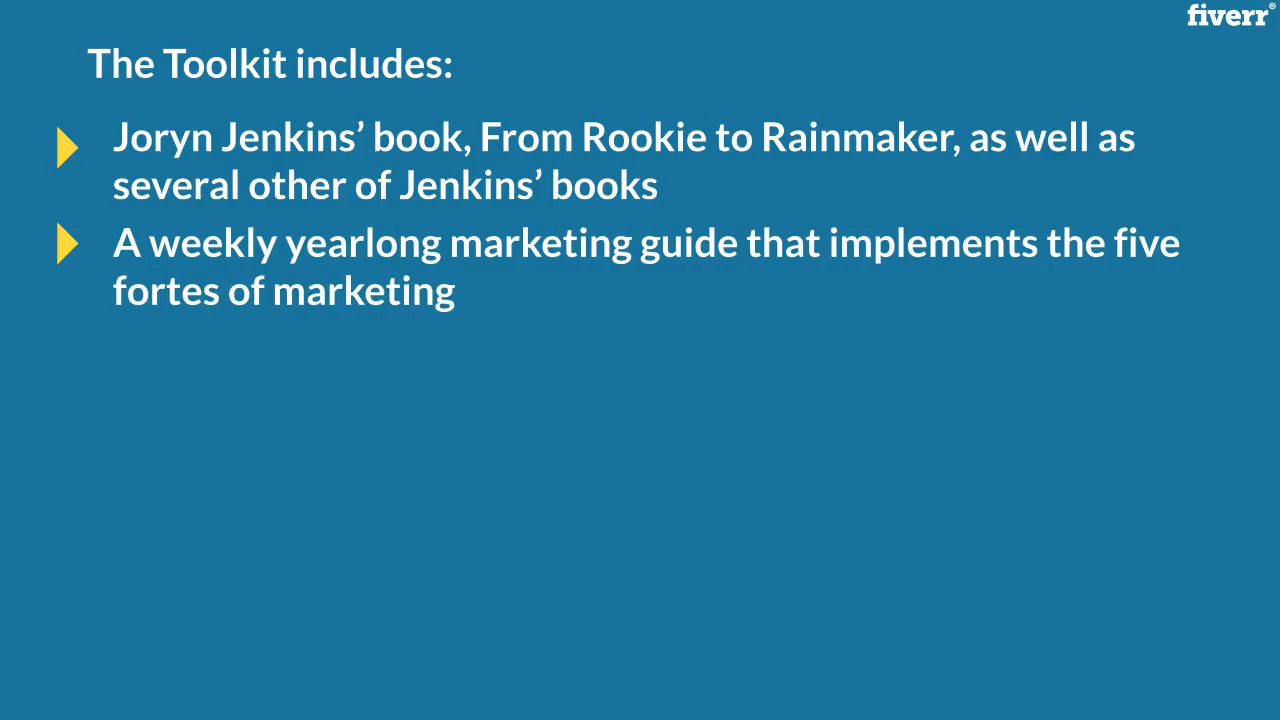 fiverr®
The Toolkit includes:
Joryn Jenkins’ book, From Rookie to Rainmaker, as well as
several other of Jenkins’ books
A weekly yearlong marketing guide that implements the five
fortes of marketing